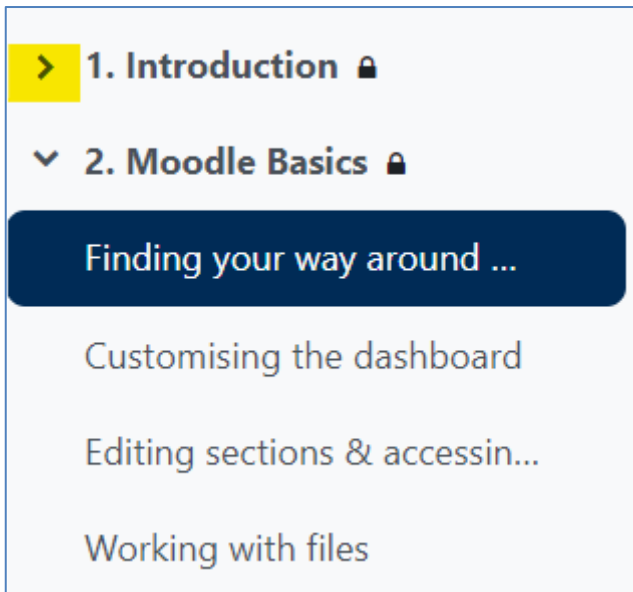 1. Introduction
2. Moodle Basics
Finding your way around ...
Customising the dashboard
Editing sections & accessin...
Working with files